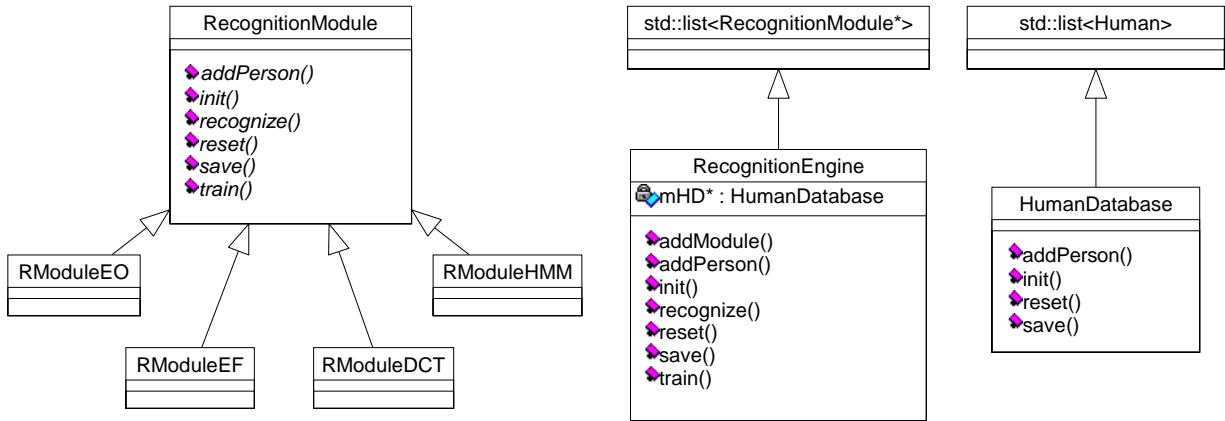 RecognitionModule
addPerson()
init()
recognize()
reset()
save()
train()
RModuleEO
RModuleHMM
RModuleEF
RModuleDCT
std::list<RecognitionModule*>
RecognitionEngine
mHD* : HumanDatabase
addModule()
addPerson()
init()
recognize()
reset()
save()
train()
std::list<Human>
HumanDatabase
addPerson()
init()
reset()
save()